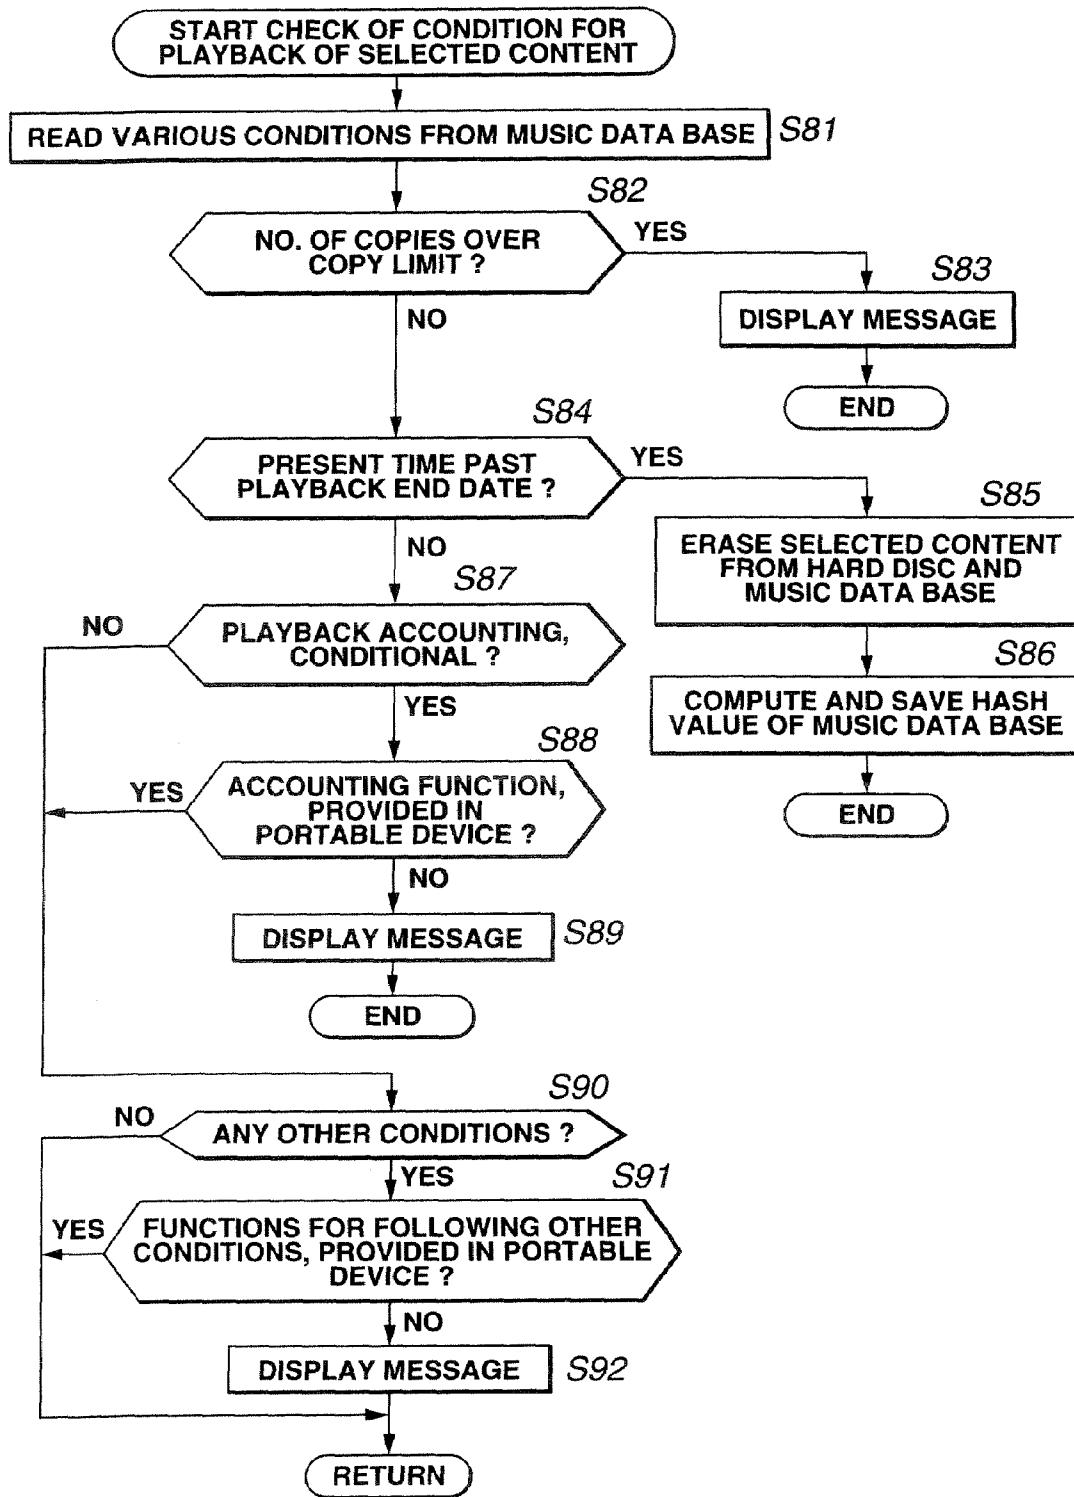 START CHECK OF CONDITION FOR
PLAYBACK OF SELECTED CONTENT
READ VARIOUS CONDITIONS FROM MUSIC DATA BASE
S81
S82
NO. OF COPIES OVER
COPY LIMIT ?
YES
NO
S83
DISPLAY MESSAGE
END
S84
PRESENT TIME PAST
PLAYBACK END DATE ?
YES
NO
S85
ERASE SELECTED CONTENT
FROM HARD DISC AND
MUSIC DATA BASE
S86
COMPUTE AND SAVE HASH
VALUE OF MUSIC DATA BASE
END
S87
NO
PLAYBACK ACCOUNTING,
CONDITIONAL ?
YES
S88
YES
ACCOUNTING FUNCTION,
PROVIDED IN
PORTABLE DEVICE ?
NO
DISPLAY MESSAGE
S89
END
S90
NO
ANY OTHER CONDITIONS ?
YES
S91
YES
FUNCTIONS FOR FOLLOWING OTHER
CONDITIONS, PROVIDED IN PORTABLE
DEVICE ?
NO
DISPLAY MESSAGE
S92
RETURN